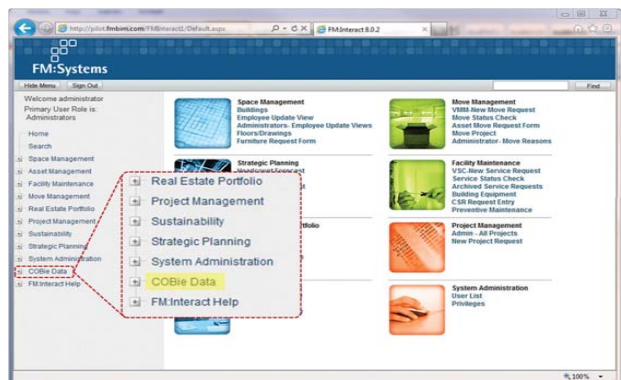 http://pilot.fmbimi.com/FMInteract1/Default.aspx
FM:Interact 8.0.2
FM:Systems
Hide Menu
Sign Out
Find
Welcome administrator
Primary User Role is:
Administrators
Home
Search
Space Management
Asset Management
Facility Maintenance
Move Management
Real Estate Portfolio
Project Management
Sustainability
Strategic Planning
System Administration
COBie Data
FM:Interact Help
Real Estate Portfolio
Project Management
Sustainability
Strategic Planning
System Administration
COBie Data
FM:Interact Help
Space Management
Buildings
Employee Update View
Administrators- Employee Update Views
Floors/Drawings
Furniture Request Form
Strategic Planning
Headcount Forecast
Move Management
VMM-New Move Request
Move Status Check
Asset Move Request Form
Move Project
Administrator- Move Reasons
Facility Maintenance
VSC-New Service Request
Service Status Check
Archived Service Requests
Building Equipment
CSR Request Entry
Preventive Maintenance
Project Management
Admin - All Projects
New Project Request
System Administration
User List
Privileges
100%